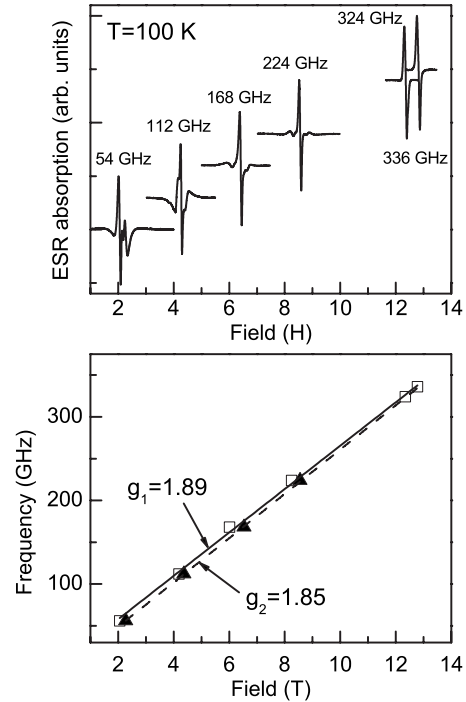 T=100 K
324 GHz
224 GHz
168 GHz
112 GHz
54 GHz
336 GHz
ESR absorption (arb. units)
2 4 6 8 10 12 14
Field (H)
300
200
100
Frequency (GHz)
g₁=1.89
g₂=1.85
2 4 6 8 10 12 14
Field (T)